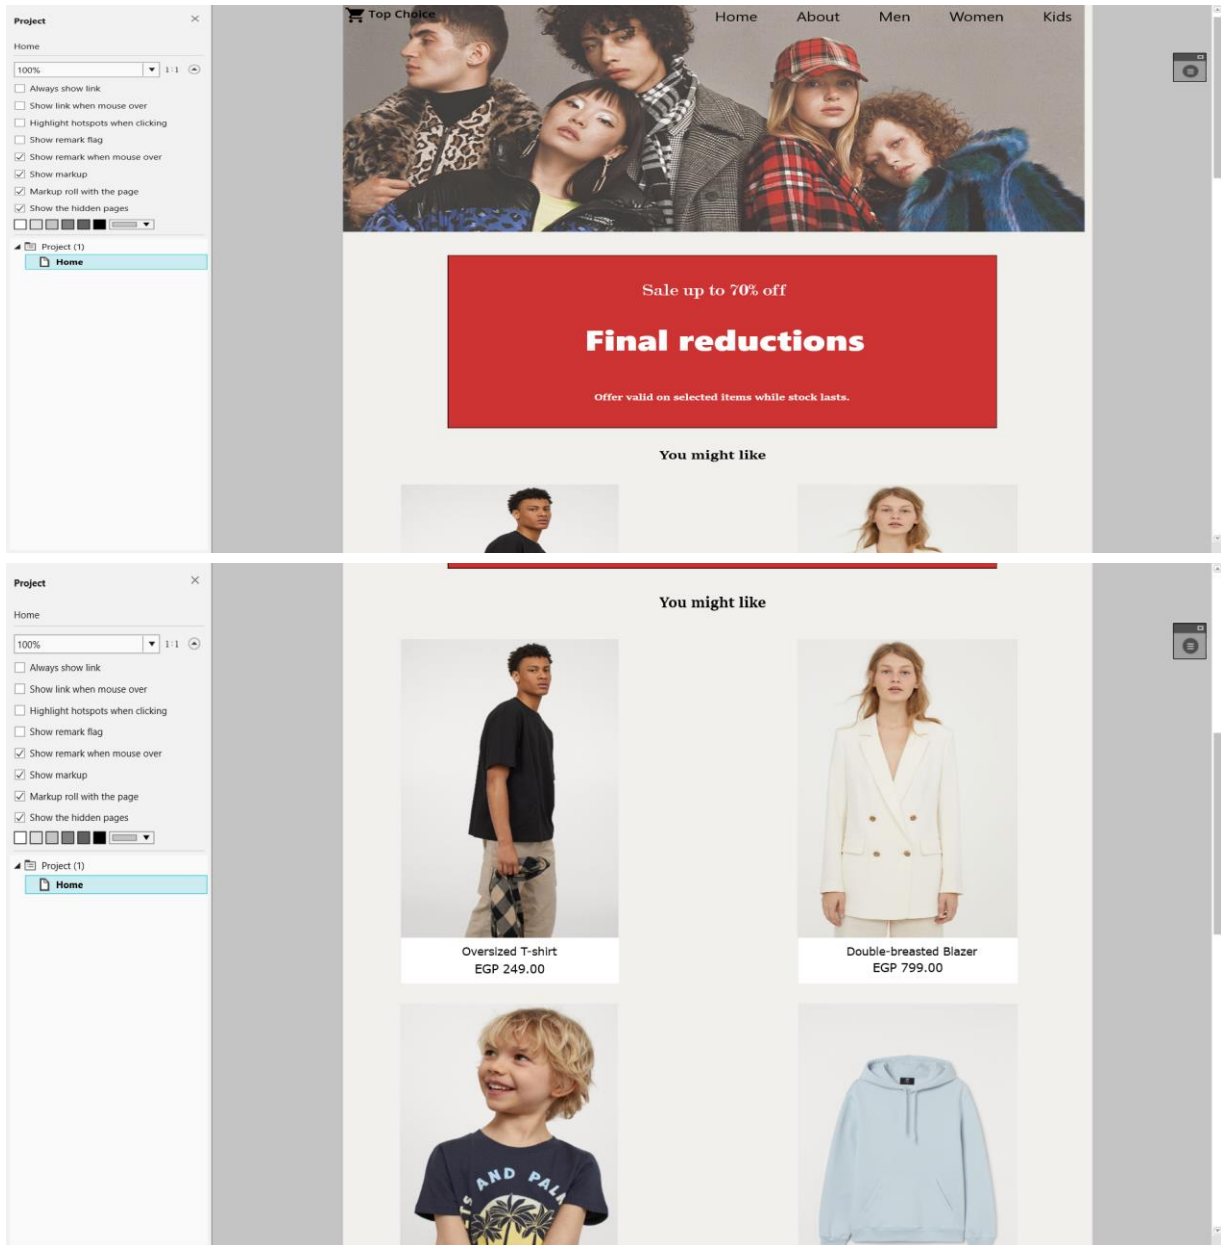 Project
Home
100% 1:1
Always show link
Show link when mouse over
Highlight hotspots when clicking
Show remark flag
Show remark when mouse over
Show markup
Markup roll with the page
Show the hidden pages
Project (1)
Home
Top Choice Home About Men Women Kids
Sale up to 70% off
Final reductions
Offer valid on selected items while stock lasts.
You might like
Project
Home
100% 1:1
Always show link
Show link when mouse over
Highlight hotspots when clicking
Show remark flag
Show remark when mouse over
Show markup
Markup roll with the page
Show the hidden pages
Project (1)
Home
You might like
Oversized T-shirt
EGP 249.00
Double-breasted Blazer
EGP 799.00
AND